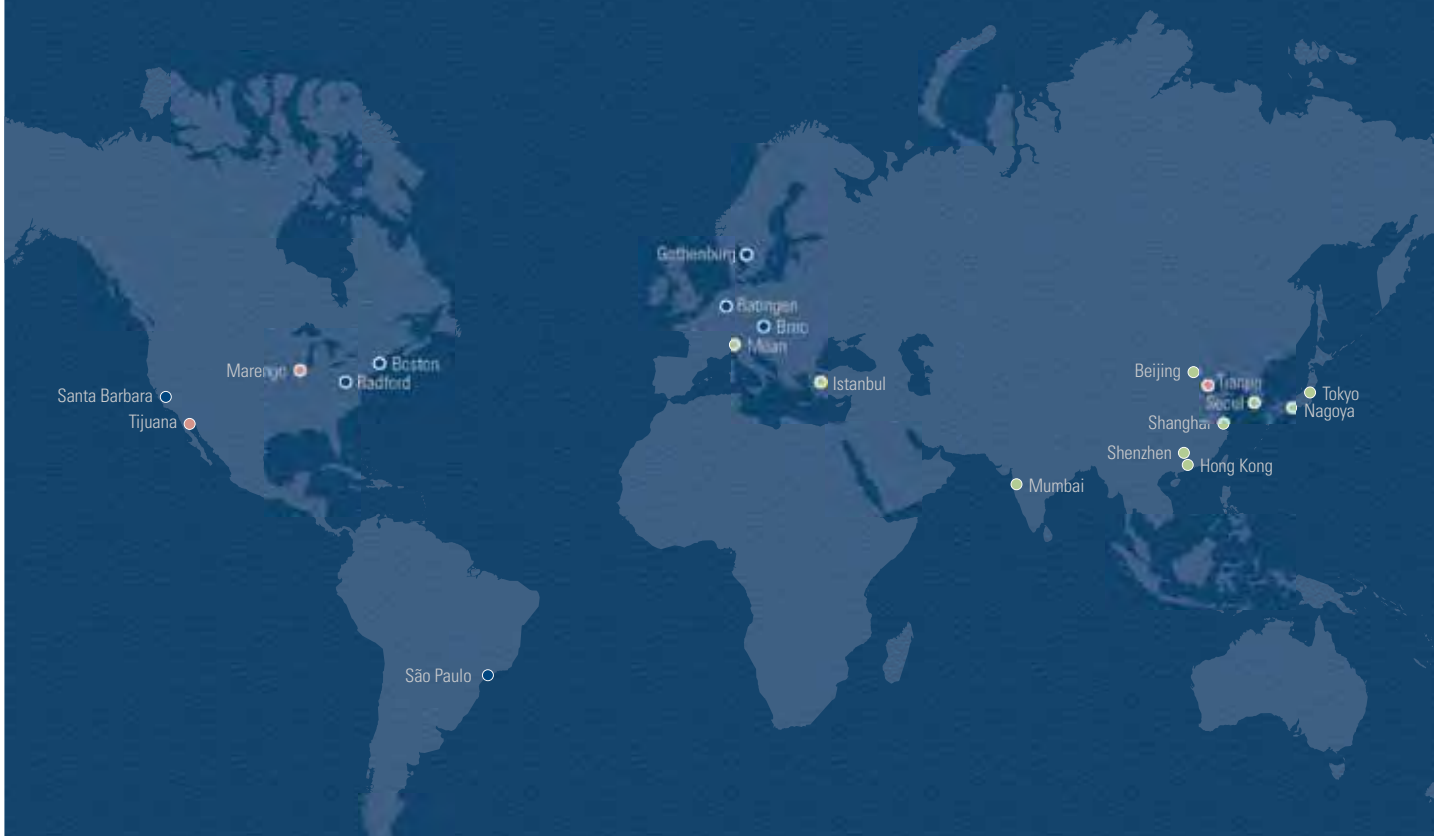 Gothenburg
Ratingen
Brno
Milan
Boston
Marengo
Radford
Santa Barbara
Tijuana
Istanbul
Beijing
Tianjin
Tokyo
Seoul
Nagoya
Shanghai
Shenzhen
Hong Kong
Mumbai
São Paulo